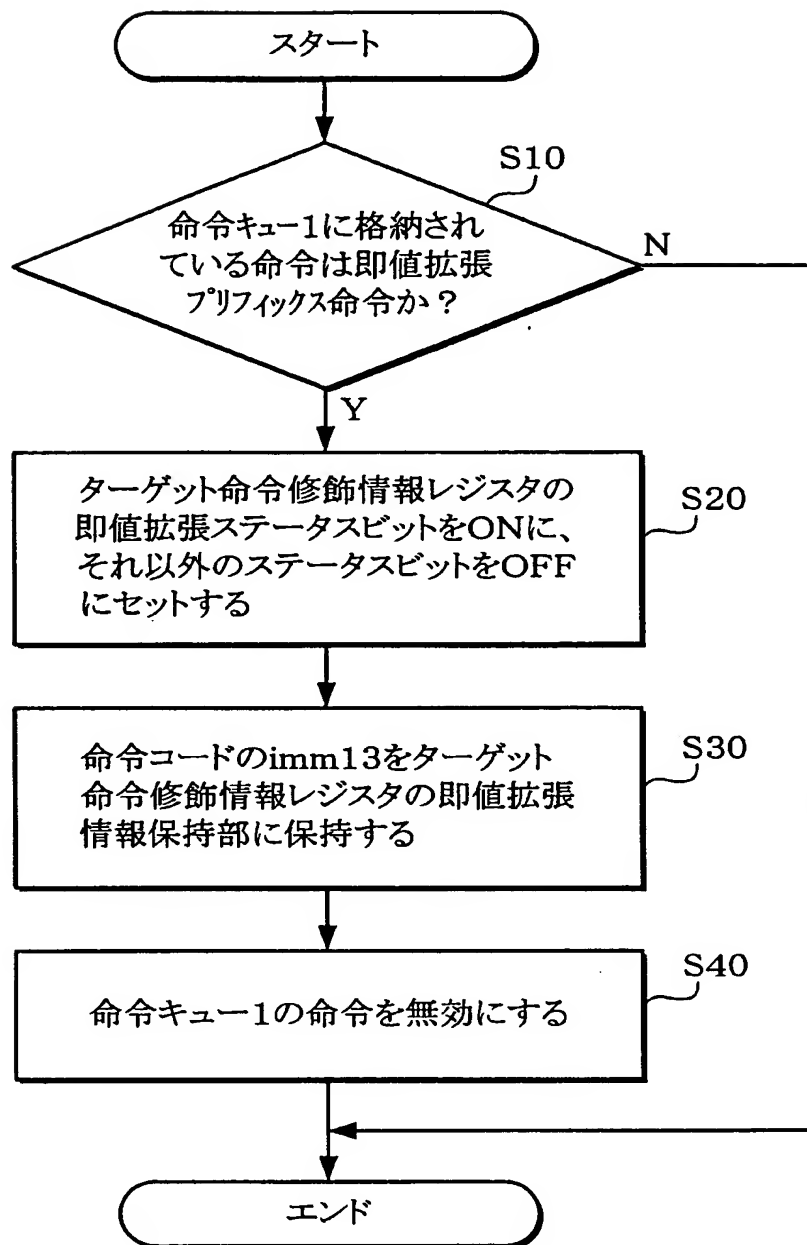 スタート
S10
命令キュー1に格納され
ている命令は即値拡張
プリフィックス命令か？
N
Y
ターゲット命令修飾情報レジスタの
即値拡張ステータスビットをONに、
それ以外のステータスビットをOFF
にセットする
S20
命令コードのimm13をターゲット
命令修飾情報レジスタの即値拡張
情報保持部に保持する
S30
命令キュー1の命令を無効にする
S40
エンド